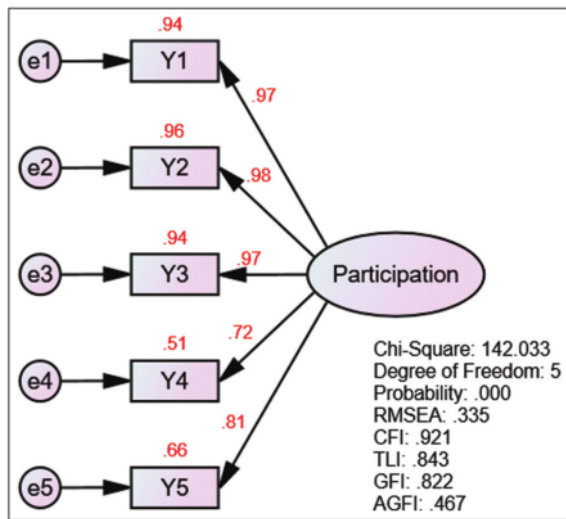 .94
e1
Y1
.97
.96
e2
Y2
.98
.94
e3
Y3
.97
Participation
.51
.72
e4
Y4
.81
.66
e5
Y5
Chi-Square: 142.033
Degree of Freedom: 5
Probability: .000
RMSEA: .335
CFI: .921
TLI: .843
GFI: .822
AGFI: .467